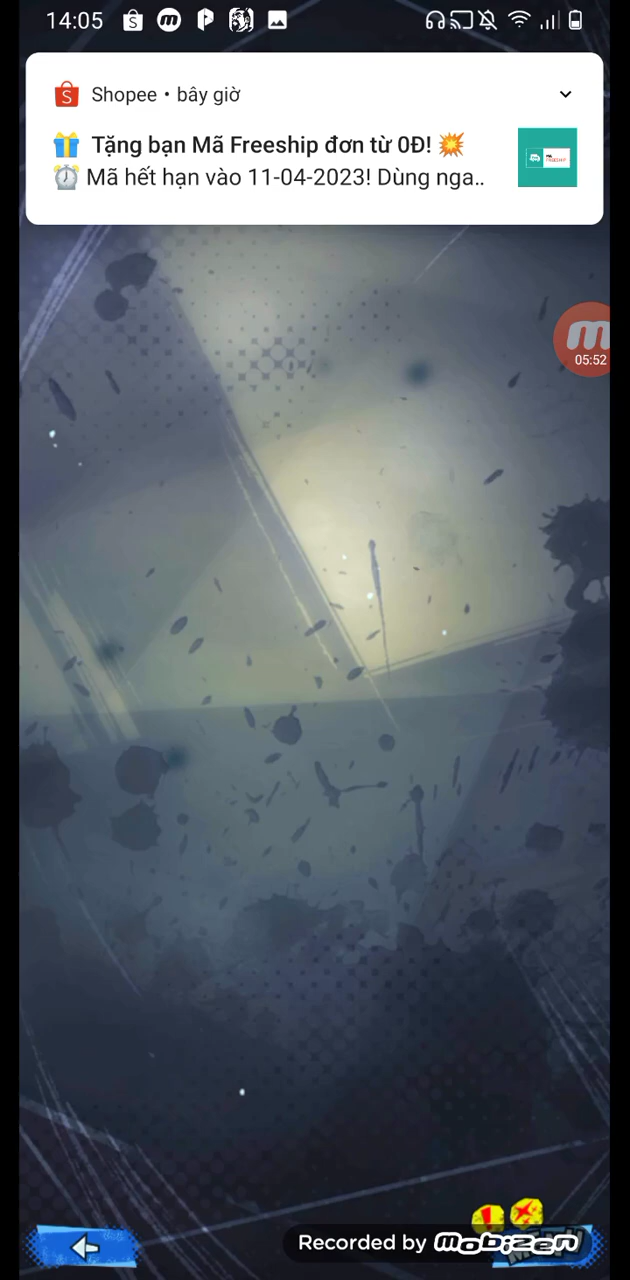 14:05
Shopee • bây giờ
🎁 Tặng bạn Mã Freeship đơn từ 0Đ! 💥
⏰ Mã hết hạn vào 11-04-2023! Dùng nga..
05:52
Recorded by mobizen